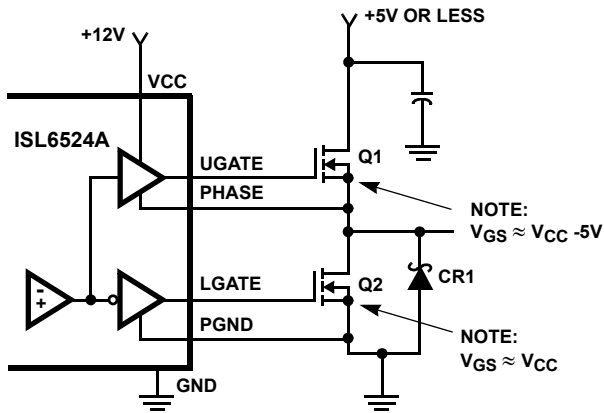 +5V OR LESS
+12V
VCC
ISL6524A
UGATE
Q1
PHASE
NOTE:
VGS ≈ VCC -5V
- +
LGATE
Q2
CR1
PGND
NOTE:
VGS ≈ VCC
GND